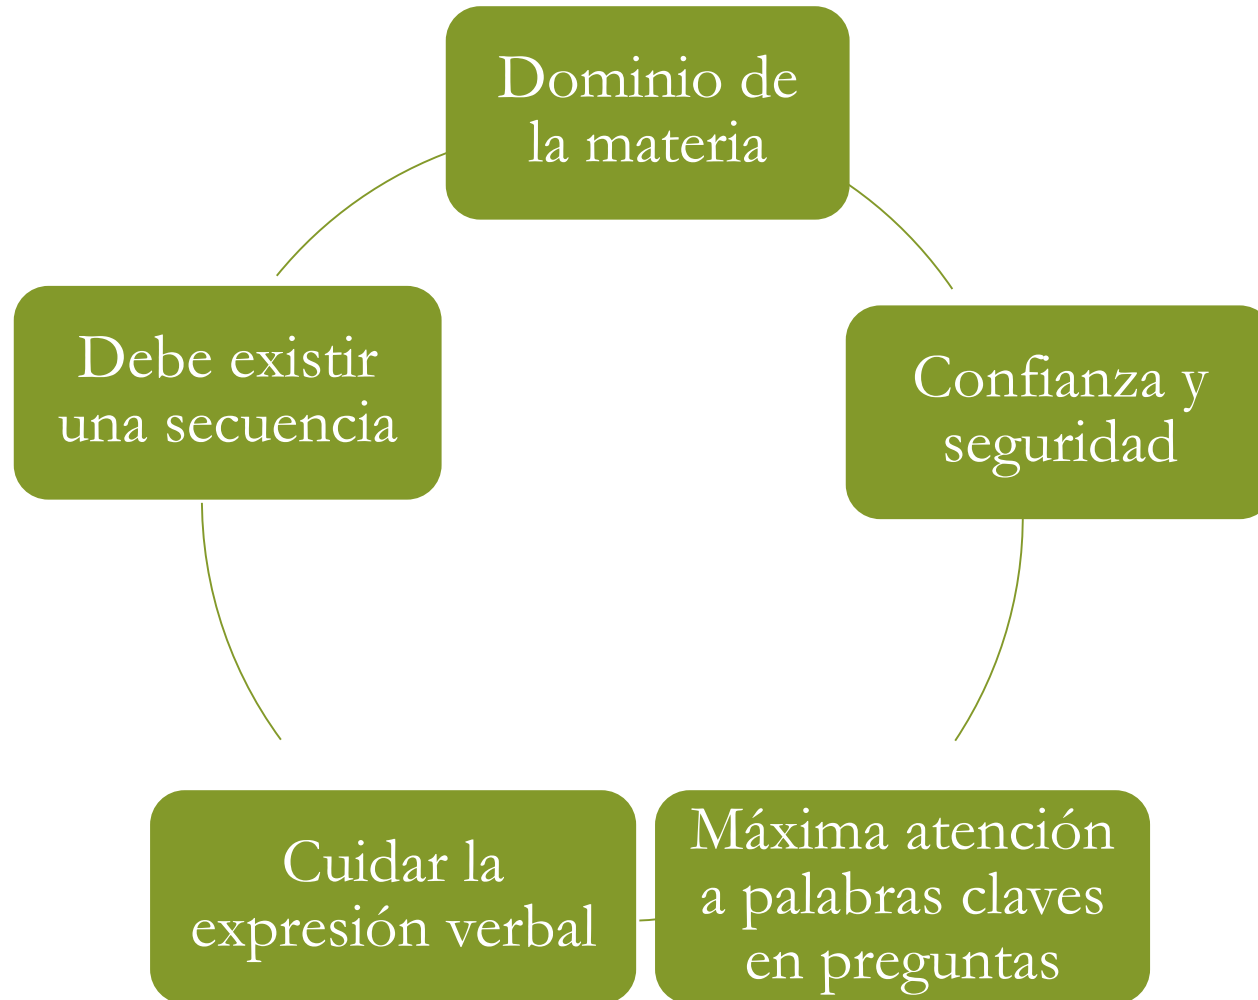 Dominio de
la materia
Confianza y
seguridad
Máxima atención
a palabras claves
en preguntas
Cuidar la
expresión verbal
Debe existir
una secuencia